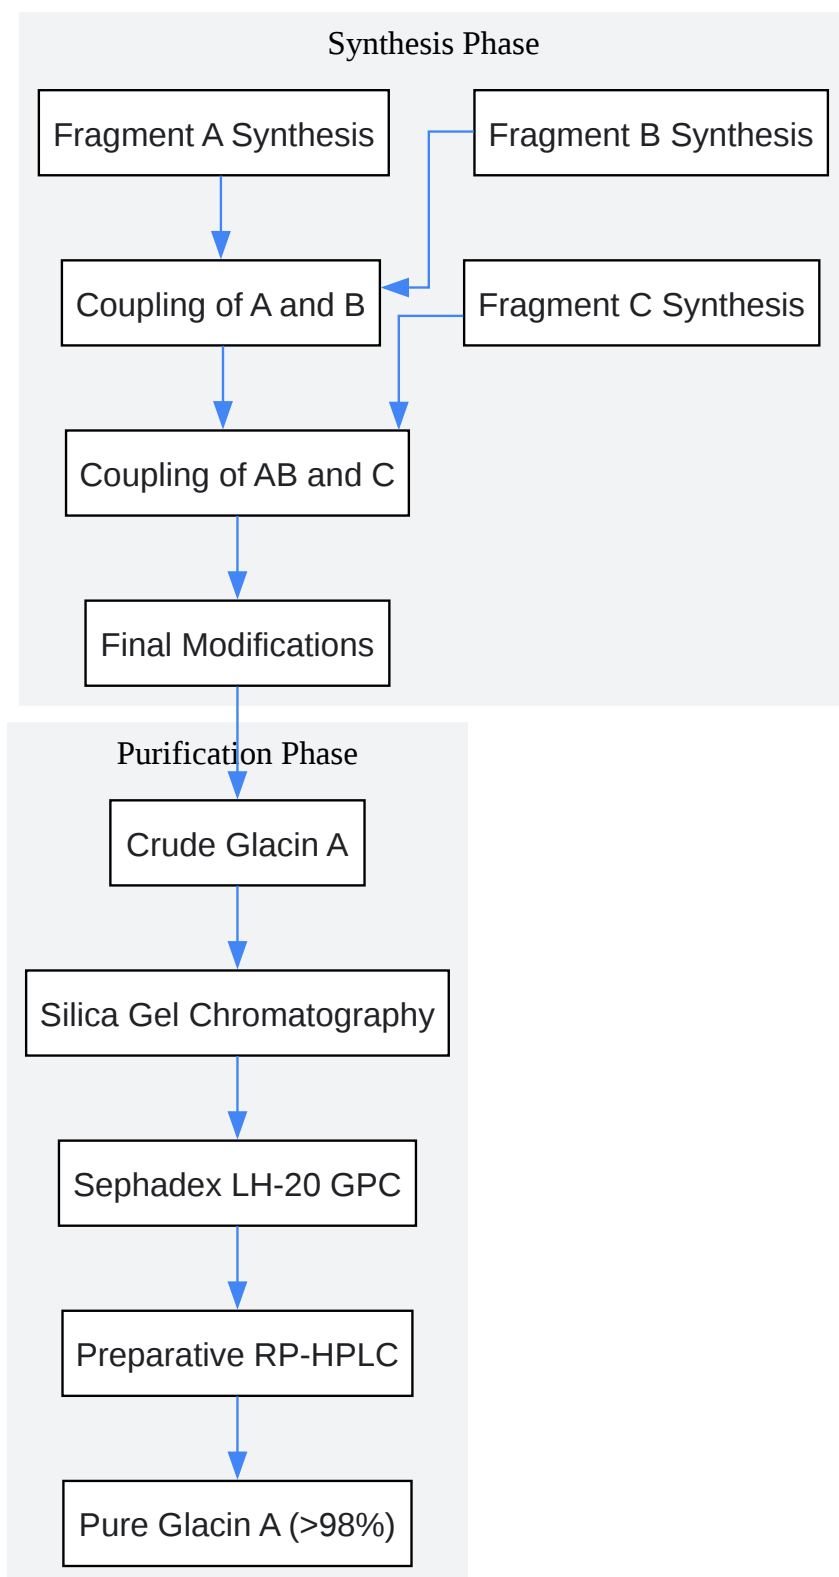 Synthesis Phase
Fragment A Synthesis
Fragment B Synthesis
Coupling of A and B
Fragment C Synthesis
Coupling of AB and C
Final Modifications
Purification Phase
Crude Glacin A
Silica Gel Chromatography
Sephadex LH-20 GPC
Preparative RP-HPLC
Pure Glacin A (>98%)